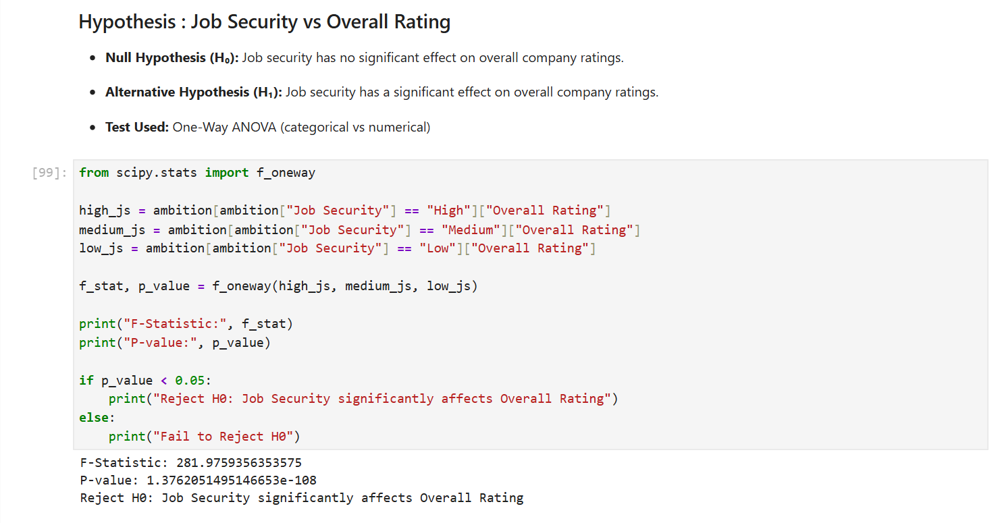 Hypothesis : Job Security vs Overall Rating
• Null Hypothesis (H₀): Job security has no significant effect on overall company ratings.
• Alternative Hypothesis (H₁): Job security has a significant effect on overall company ratings.
• Test Used: One-Way ANOVA (categorical vs numerical)
[99]: from scipy.stats import f_oneway
high_js = ambition[ambition["Job Security"] == "High"]["Overall Rating"]
medium_js = ambition[ambition["Job Security"] == "Medium"]["Overall Rating"]
low_js = ambition[ambition["Job Security"] == "Low"]["Overall Rating"]
f_stat, p_value = f_oneway(high_js, medium_js, low_js)
print("F-Statistic:", f_stat)
print("P-value:", p_value)
if p_value < 0.05:
    print("Reject H0: Job Security significantly affects Overall Rating")
else:
    print("Fail to Reject H0")
F-Statistic: 281.9759356353575
P-value: 1.3762051495146653e-108
Reject H0: Job Security significantly affects Overall Rating